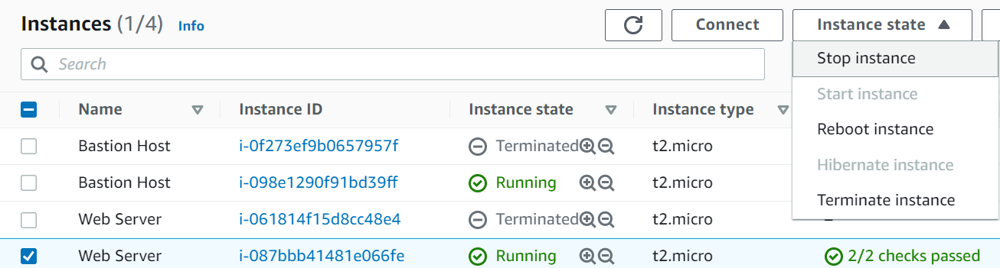 Instances (1/4) Info Connect Instance state
Search
Stop instance
Start instance
Reboot instance
Hibernate instance
Terminate instance
Name Instance ID Instance state Instance type
Bastion Host i-0f273ef9b0657957f Terminated t2.micro
Bastion Host i-098e1290f91bd39ff Running t2.micro
Web Server i-061814f15d8cc48e4 Terminated t2.micro
Web Server i-087bbb41481e066fe Running t2.micro 2/2 checks passed